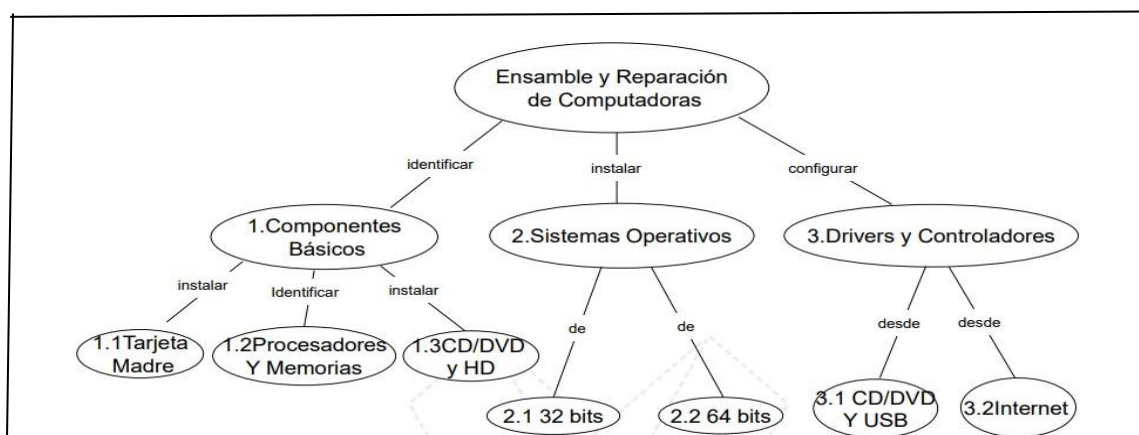 Ensamble y Reparación
de Computadoras
identificar
instalar
configurar
1.Componentes
Básicos
2.Sistemas Operativos
3.Drivers y Controladores
instalar
Identificar
instalar
de
de
desde
desde
1.1Tarjeta
Madre
1.2Procesadores
Y Memorias
1.3CD/DVD
y HD
2.1 32 bits
2.2 64 bits
3.1 CD/DVD
Y USB
3.2Internet